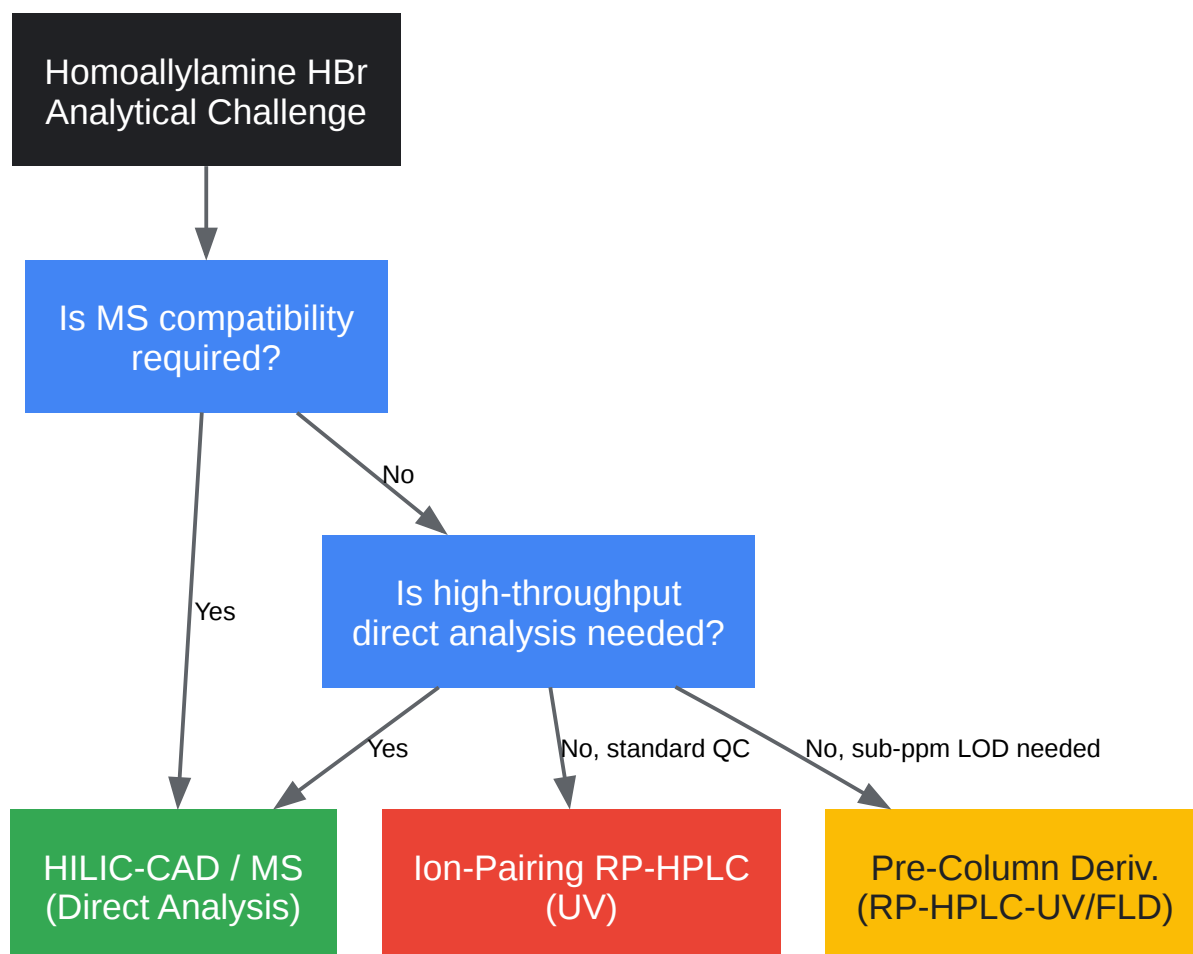 Homoallylamine HBr
Analytical Challenge
Is MS compatibility
required?
No
Is high-throughput
direct analysis needed?
Yes
Yes
No, standard QC
No, sub-ppm LOD needed
HILIC-CAD / MS
(Direct Analysis)
Ion-Pairing RP-HPLC
(UV)
Pre-Column Deriv.
(RP-HPLC-UV/FLD)